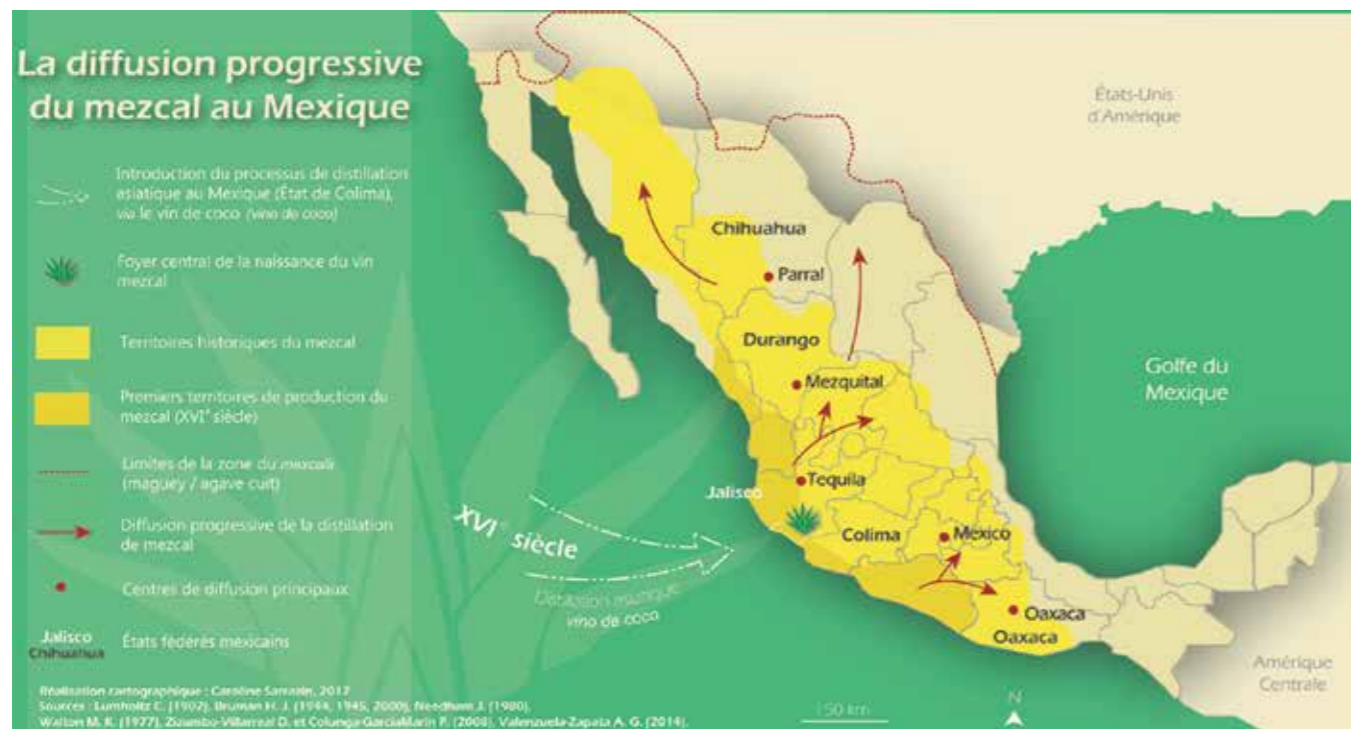 La diffusion progressive
du mezcal au Mexique
Introduction du processus de distillation
asiatique au Mexique (État de Colima),
via le vin de coco (vino de coco)
Foyer central de la naissance du vin
mezcal
Territoires historiques du mezcal
Premiers territoires de production du
mezcal (XVIᵉ siècle)
Limites de la zone du mexcalli
(maguey / agave cuit)
Diffusion progressive de la distillation
de mezcal
Centres de diffusion principaux
Jalisco
Chihuahua
États fédérés mexicains
Réalisation cartographique : Caroline Sarrazin, 2017
Sources : Lumholtz C. (1902), Bruman H. J. (1944, 1945, 2000), Needham J. (1980),
Walton M. K. (1977), Zizumbo-Villarreal D. et Colunga-GarcíaMarín P. (2008), Valenzuela-Zapata A. G. (2014).
États-Unis
d'Amérique
Chihuahua
Parral
Durango
Mezquital
Golfe du
Mexique
Tequila
Jalisco
Colima
Mexico
XVIᵉ siècle
Distillation
vino de coco
Oaxaca
Oaxaca
Amérique
Centrale
N
150 km